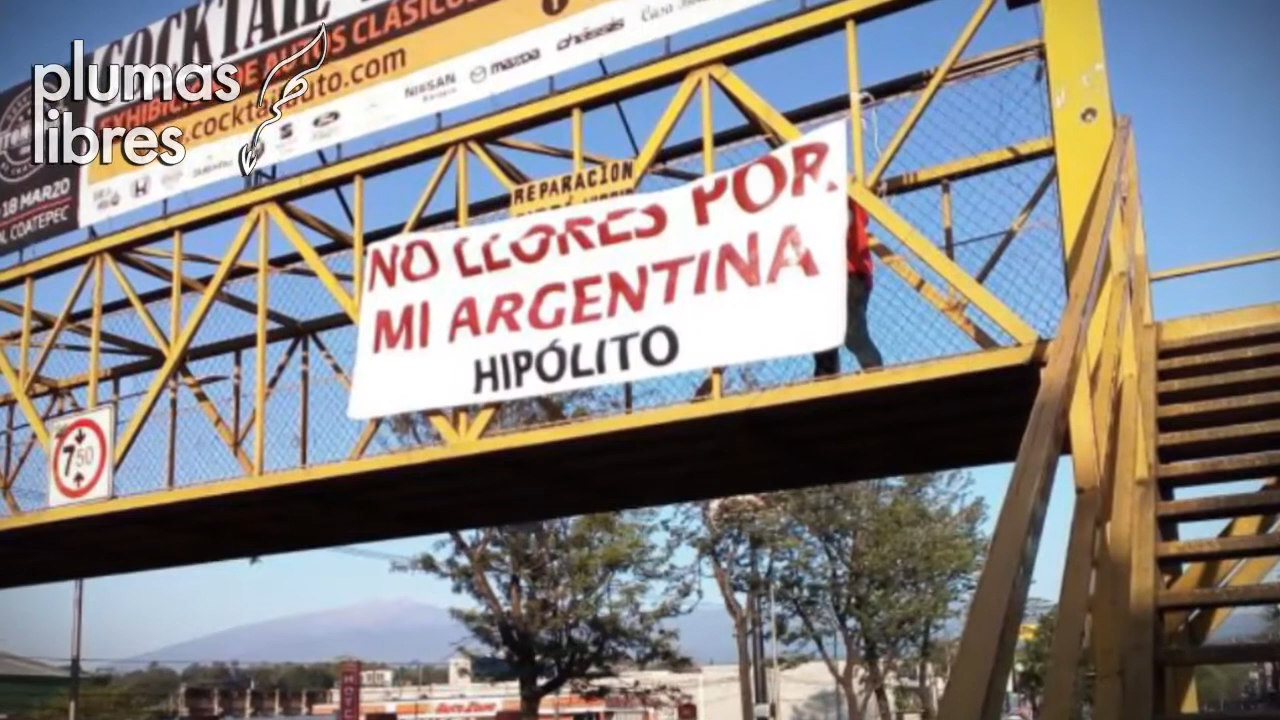 COCKTAIL
EXHIBICIÓN DE AUTOS CLÁSICOS
.cocktailauto.com
NISSAN
mazda
chássis
18 MARZO
COATEPEC
plumas
libres
REPARACIÓN
NO LLORES POR
MI ARGENTINA
HIPÓLITO
7.50